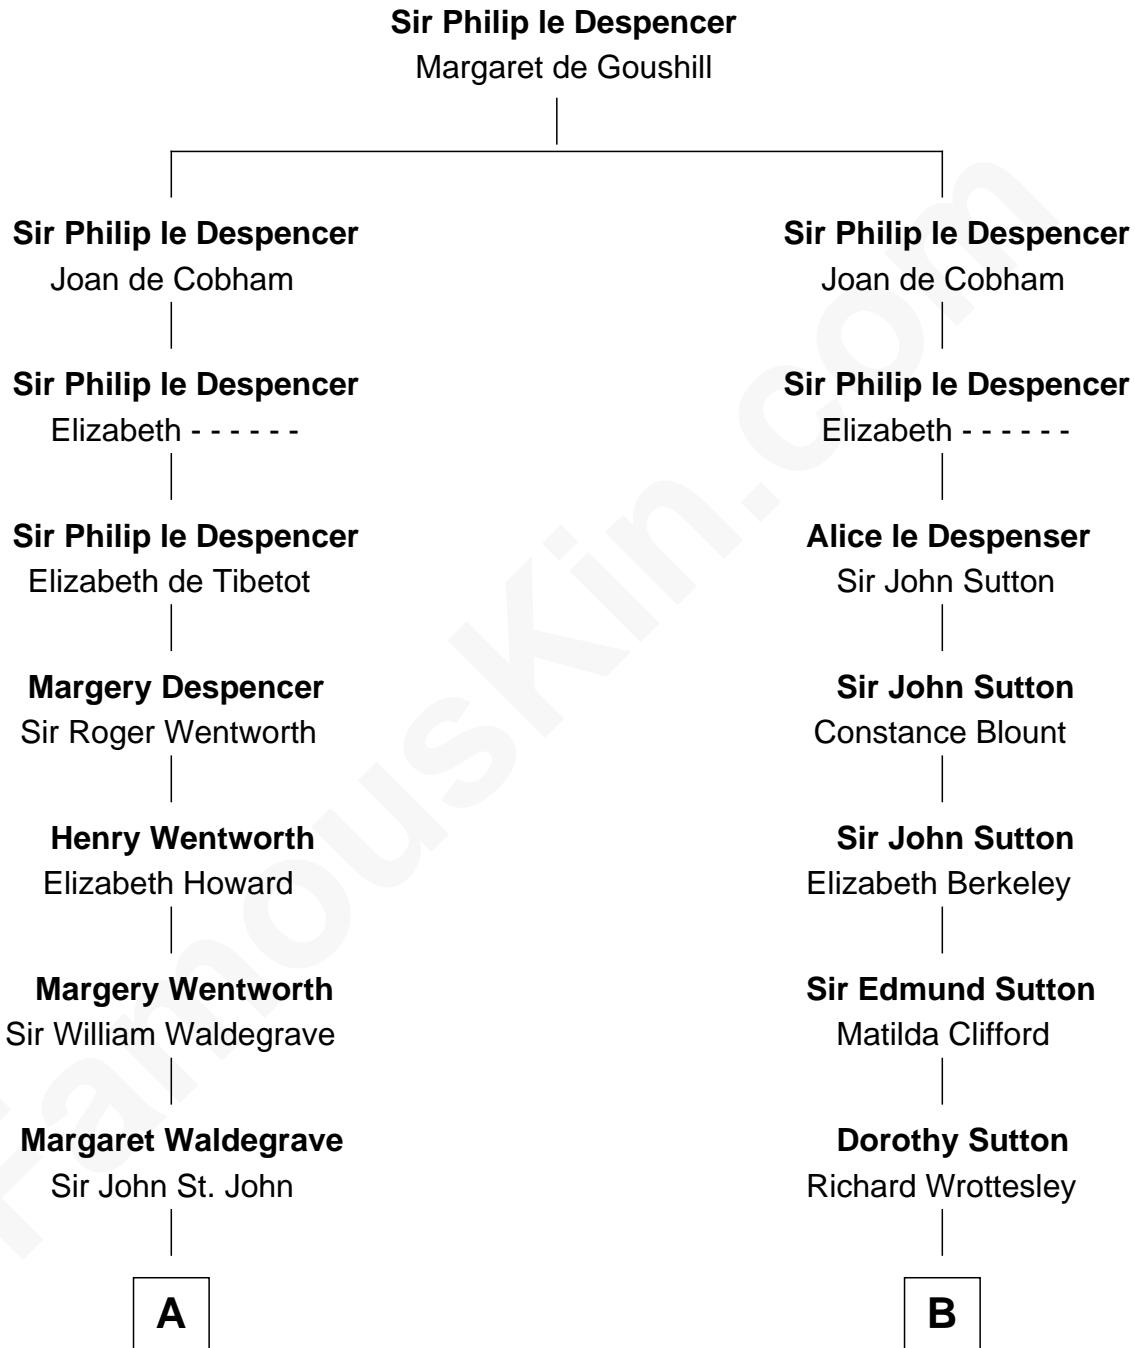 Sir Philip le Despencer
Margaret de Goushill
Sir Philip le Despencer
Joan de Cobham
Sir Philip le Despencer
Joan de Cobham
Sir Philip le Despencer
Elizabeth - - - - - -
Sir Philip le Despencer
Elizabeth - - - - - -
Sir Philip le Despencer
Elizabeth de Tibetot
Alice le Despenser
Sir John Sutton
Margery Despencer
Sir Roger Wentworth
Sir John Sutton
Constance Blount
Henry Wentworth
Elizabeth Howard
Sir John Sutton
Elizabeth Berkeley
Margery Wentworth
Sir William Waldegrave
Sir Edmund Sutton
Matilda Clifford
Margaret Waldegrave
Sir John St. John
Dorothy Sutton
Richard Wrottesley
A
B
FamousKin.com